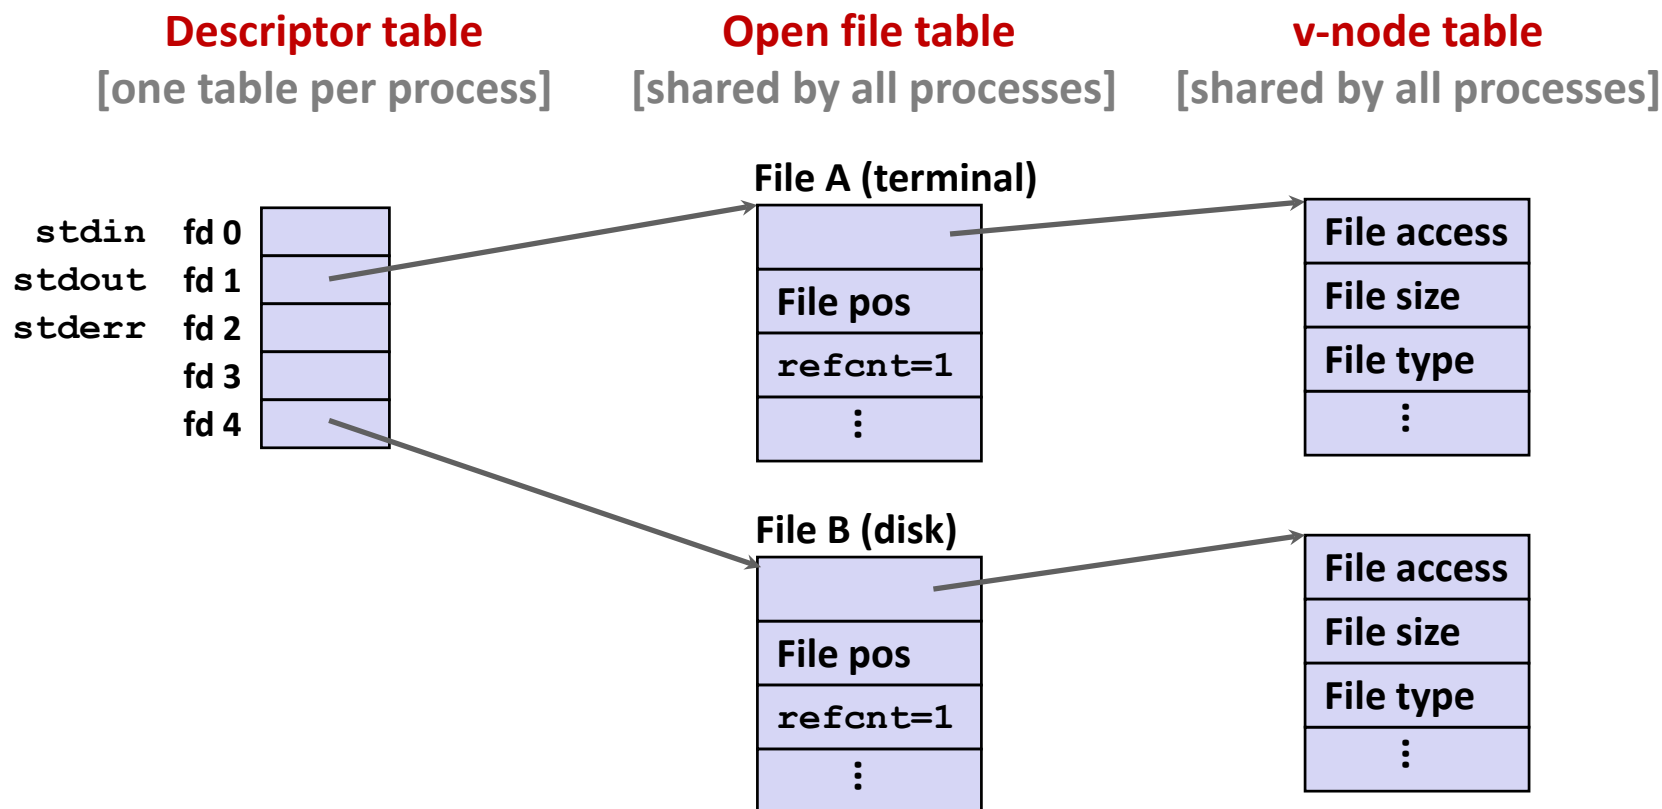 Descriptor table
[one table per process]
Open file table
[shared by all processes]
v-node table
[shared by all processes]
stdin fd 0
stdout fd 1
stderr fd 2
fd 3
fd 4
File A (terminal)
File pos
refcnt=1
⋮
File access
File size
File type
⋮
File B (disk)
File pos
refcnt=1
⋮
File access
File size
File type
⋮